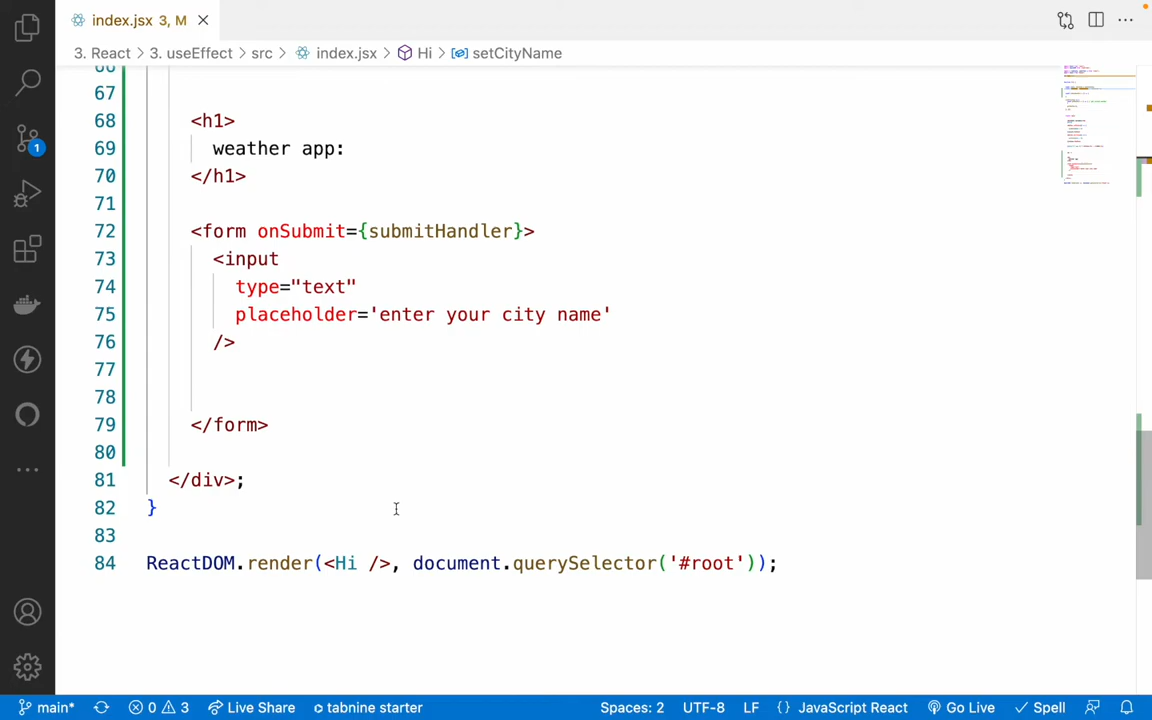 index.jsx 3, M
3. React > 3. useEffect > src > index.jsx > Hi > setCityName
66
67
68 <h1>
69 weather app:
70 </h1>
71
72 <form onSubmit={submitHandler}>
73 <input
74 type="text"
75 placeholder='enter your city name'
76 />
77
78
79 </form>
80
81 </div>;
82 }
83
84 ReactDOM.render(<Hi />, document.querySelector('#root'));
1
main* 0 3 Live Share tabnine starter Spaces: 2 UTF-8 LF {} JavaScript React Go Live Spell